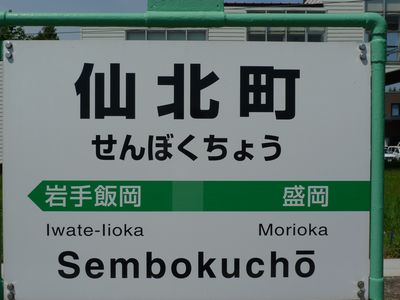 仙北町
せんぼくちょう
岩手飯岡 盛岡
Iwate-Iioka Morioka
Sembokuchō